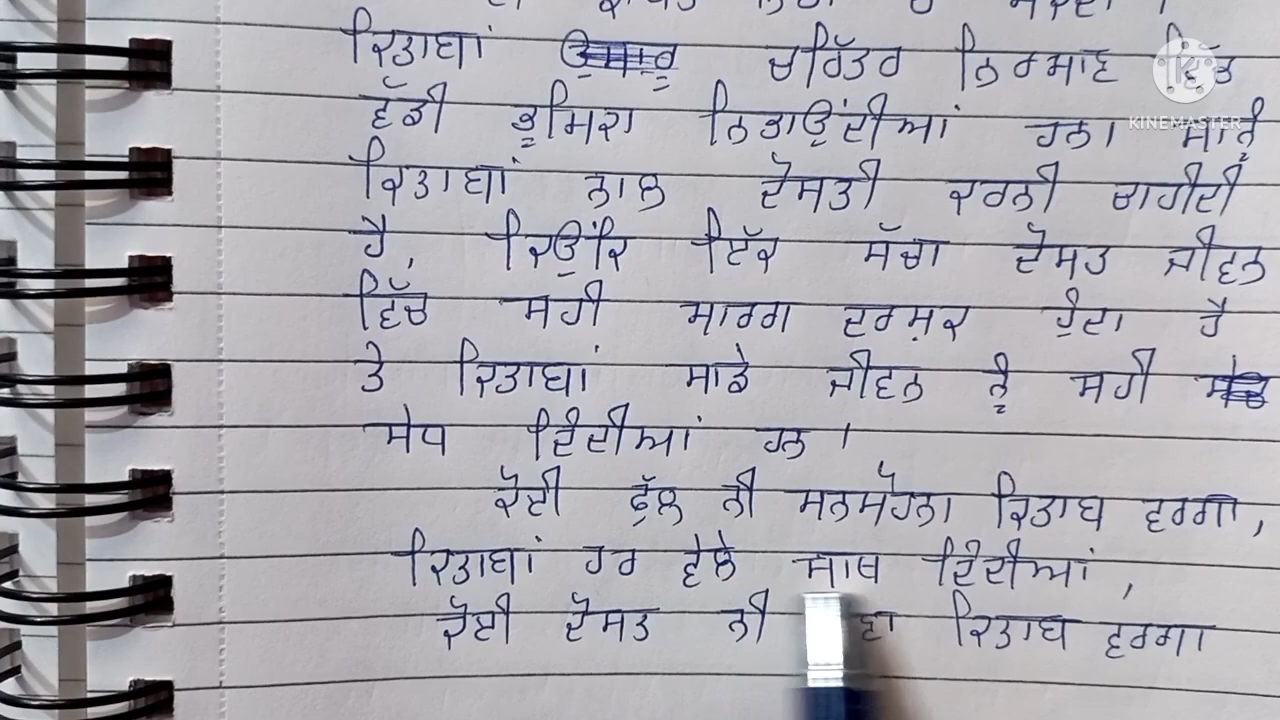 ਕਿਤਾਬਾਂ ਚਰਿੱਤਰ ਨਿਰਮਾਣ ਵਿੱਚ
KINEMASTER
ਵੱਡੀ ਭੂਮਿਕਾ ਨਿਭਾਉਂਦੀਆਂ ਹਨ। ਸਾਨੂੰ
ਕਿਤਾਬਾਂ ਨਾਲ ਦੋਸਤੀ ਕਰਨੀ ਚਾਹੀਦੀ
ਹੈ, ਕਿਉਂਕਿ ਇੱਕ ਸੱਚਾ ਦੋਸਤ ਜੀਵਨ
ਵਿੱਚ ਸਹੀ ਮਾਰਗ ਦਰਸ਼ਕ ਹੁੰਦਾ ਹੈ
ਤੇ ਕਿਤਾਬਾਂ ਸਾਡੇ ਜੀਵਨ ਨੂੰ ਸਹੀ
ਸੇਧ ਦਿੰਦੀਆਂ ਹਨ।
ਕੋਈ ਫੁੱਲ ਨੀ ਮਨਮੋਹਨਾ ਕਿਤਾਬ ਵਰਗਾ,
ਕਿਤਾਬਾਂ ਹਰ ਵੇਲੇ ਸਾਥ ਦਿੰਦੀਆਂ,
ਕੋਈ ਦੋਸਤ ਨੀ ਕਿਤਾਬ ਵਰਗਾ